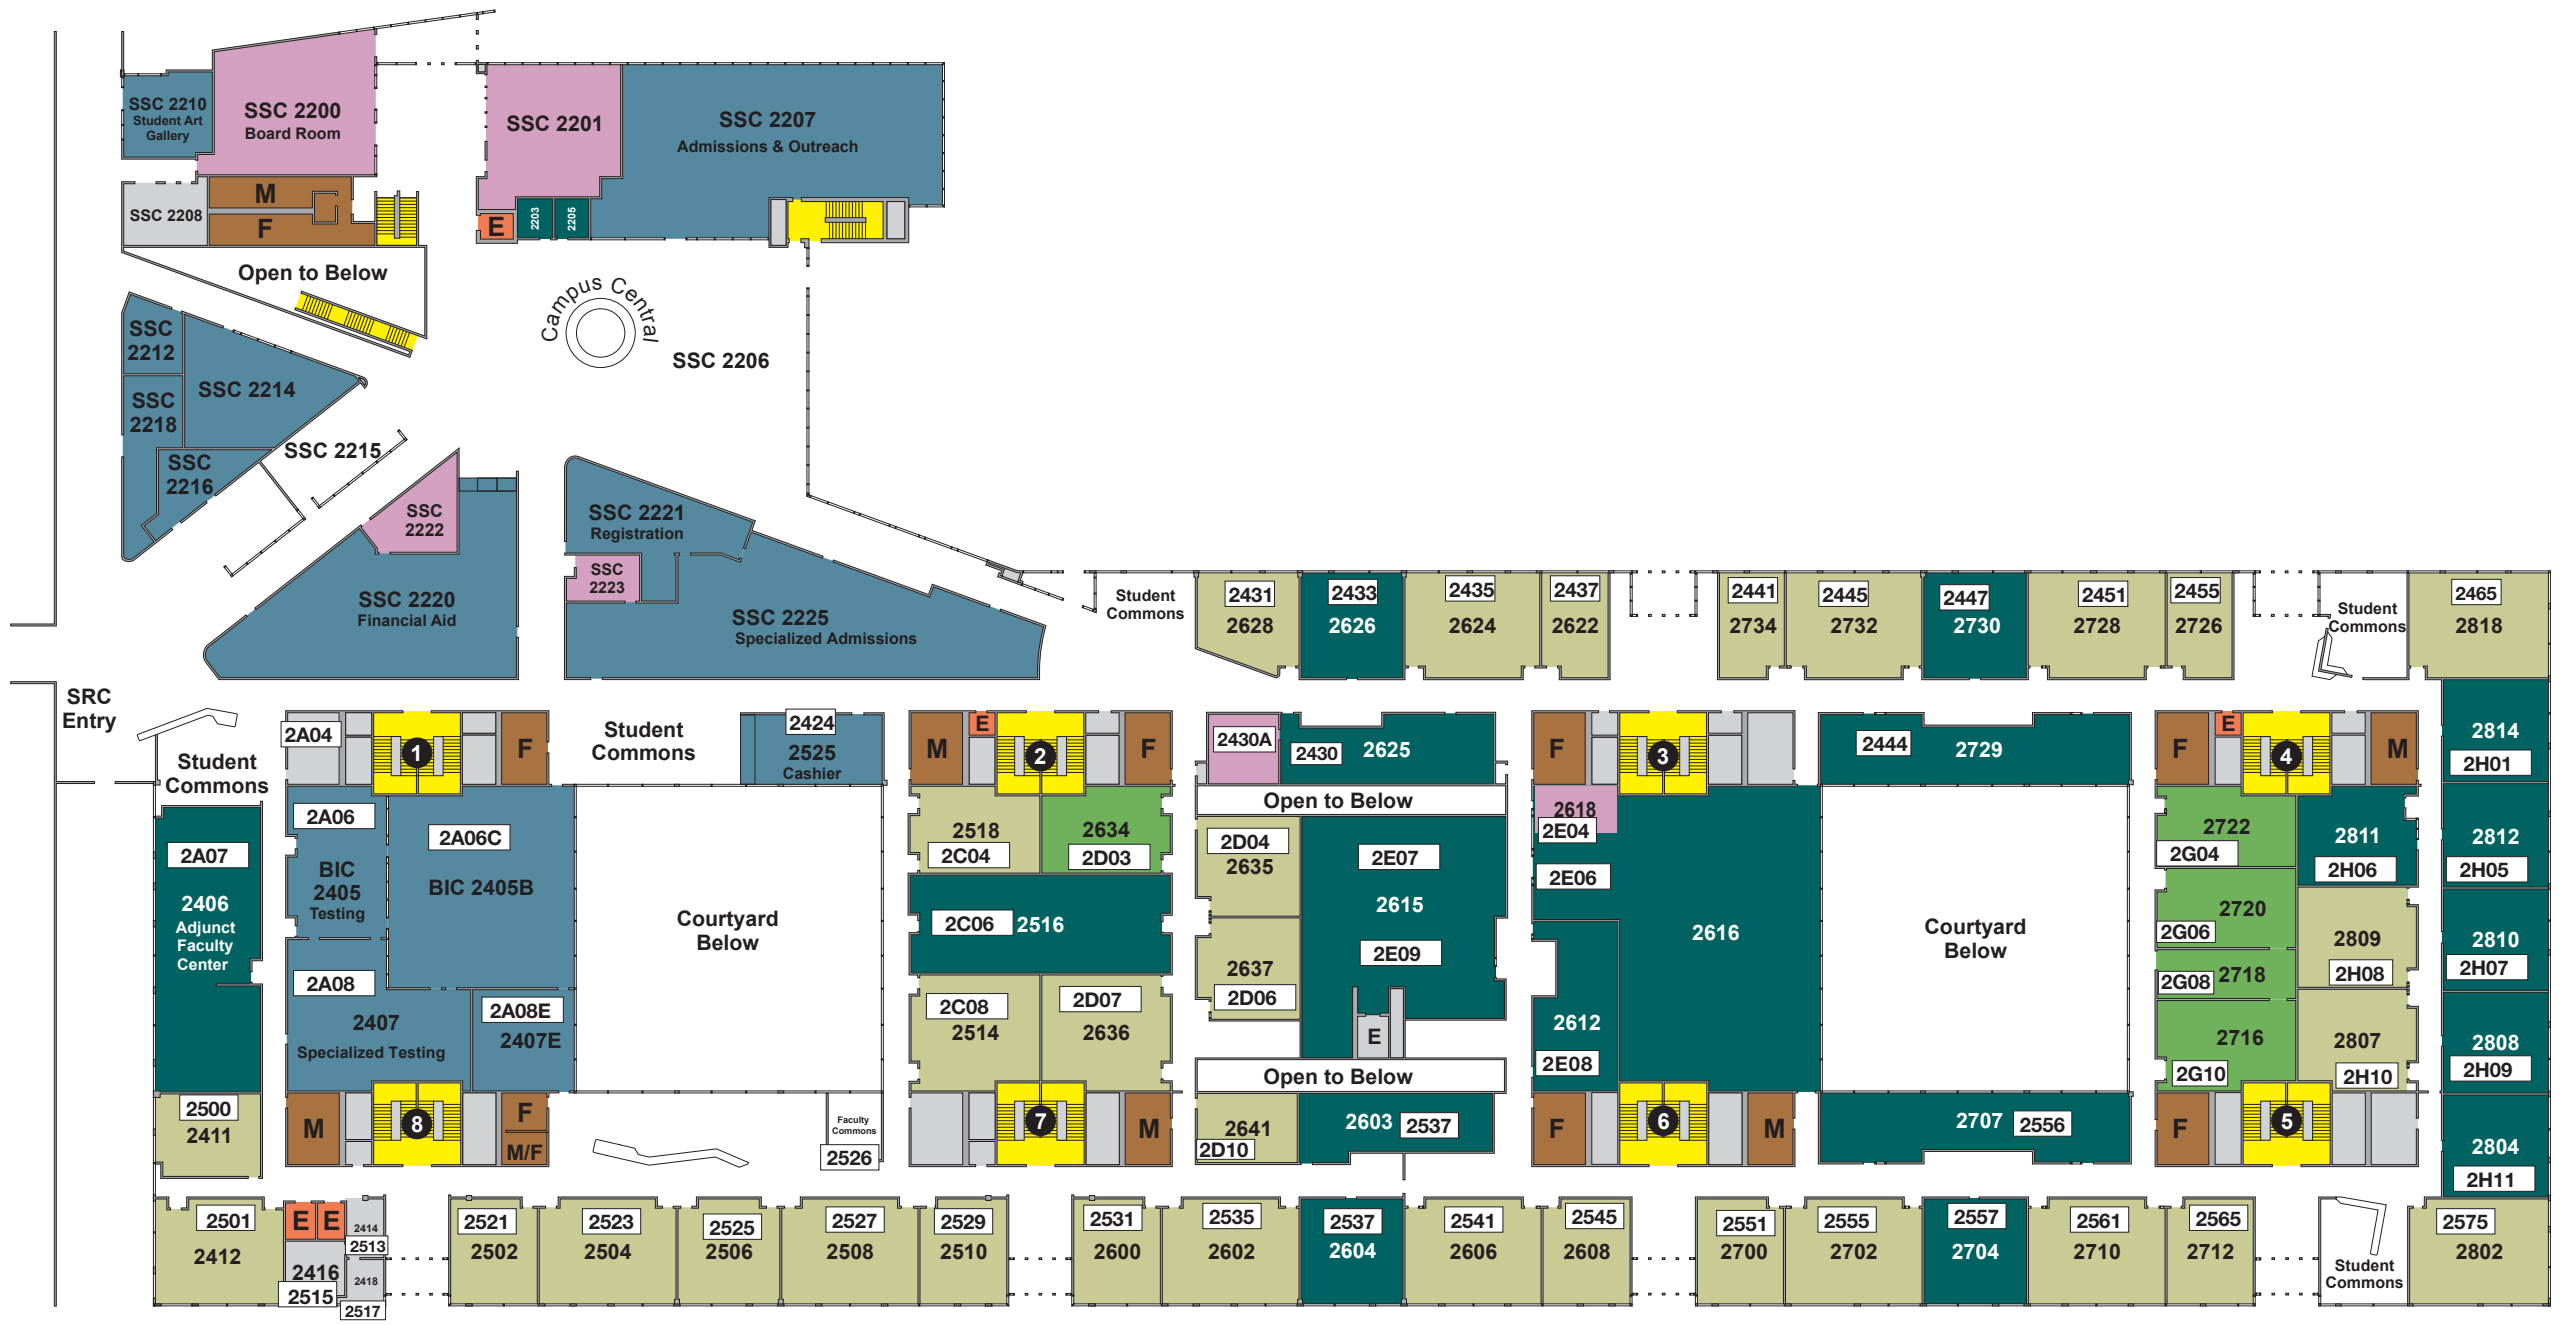 SSC 2210
Student Art
Gallery
SSC 2200
Board Room
SSC 2201
SSC 2207
Admissions & Outreach
SSC 2208
M
F
E
2203
2205
Open to Below
Campus Central
SSC 2206
SSC
2212
SSC 2214
SSC
2218
SSC 2215
SSC
2216
SSC
2222
SSC 2220
Financial Aid
SSC 2221
Registration
SSC
2223
SSC 2225
Specialized Admissions
Student
Commons
2431
2628
2433
2626
2435
2624
2437
2622
2441
2734
2445
2732
2447
2730
2451
2728
2455
2726
Student
Commons
2465
2818
SRC
Entry
Student
Commons
2A04
1
F
Student
Commons
2424
2525
Cashier
M
E
2
F
2430A
2430
2625
F
3
2444
2729
F
E
4
M
2814
2H01
2A07
2406
Adjunct
Faculty
Center
2A06
BIC
2405
Testing
2A06C
BIC 2405B
2A08
2407
Specialized Testing
2A08E
2407E
Courtyard
Below
2518
2C04
2634
2D03
2C06
2516
2C08
2514
2D07
2636
Open to Below
2D04
2635
2637
2D06
2E07
2615
2E09
E
Open to Below
2618
2E04
2E06
2616
2612
2E08
Courtyard
Below
2722
2G04
2720
2G06
2718
2G08
2716
2G10
2811
2H06
2809
2H08
2807
2H10
2812
2H05
2810
2H07
2808
2H09
2804
2H11
2500
2411
M
8
F
M/F
Faculty
Commons
2526
7
M
2641
2D10
2603
2537
F
6
M
2707
2556
F
5
2501
2412
E
E
2414
2513
2416
2515
2418
2517
2521
2502
2523
2504
2525
2506
2527
2508
2529
2510
2531
2600
2535
2602
2537
2604
2541
2606
2545
2608
2551
2700
2555
2702
2557
2704
2561
2710
2565
2712
Student
Commons
2575
2802